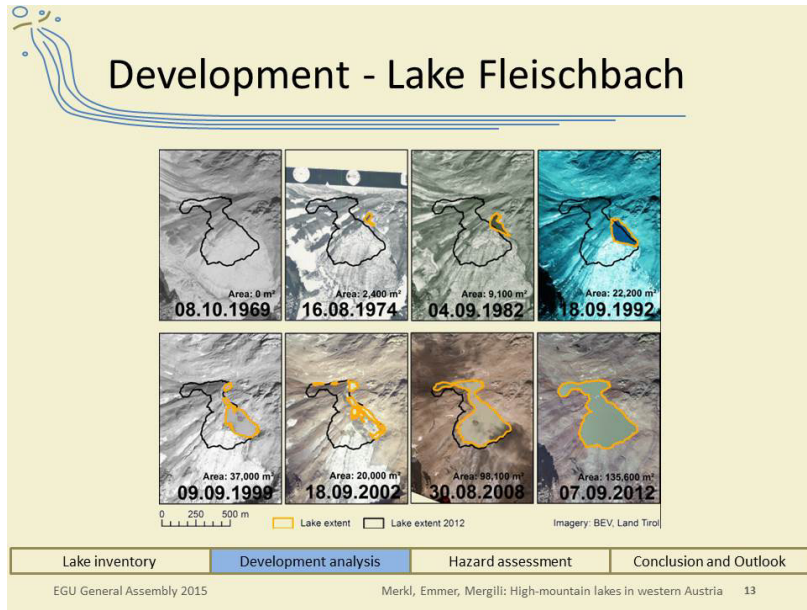 Development - Lake Fleischbach
Area: 0 m²
08.10.1969
Area: 2,400 m²
16.08.1974
Area: 9,100 m²
04.09.1982
Area: 22,200 m²
18.09.1992
Area: 37,000 m²
09.09.1999
Area: 20,000 m²
18.09.2002
Area: 98,100 m²
30.08.2008
Area: 135,600 m²
07.09.2012
0 250 500 m
Lake extent
Lake extent 2012
Imagery: BEV, Land Tirol
Lake inventory
Development analysis
Hazard assessment
Conclusion and Outlook
EGU General Assembly 2015
Merkl, Emmer, Mergili: High-mountain lakes in western Austria
13